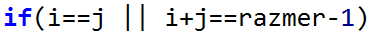 if(i==j || i+j==razmer-1)